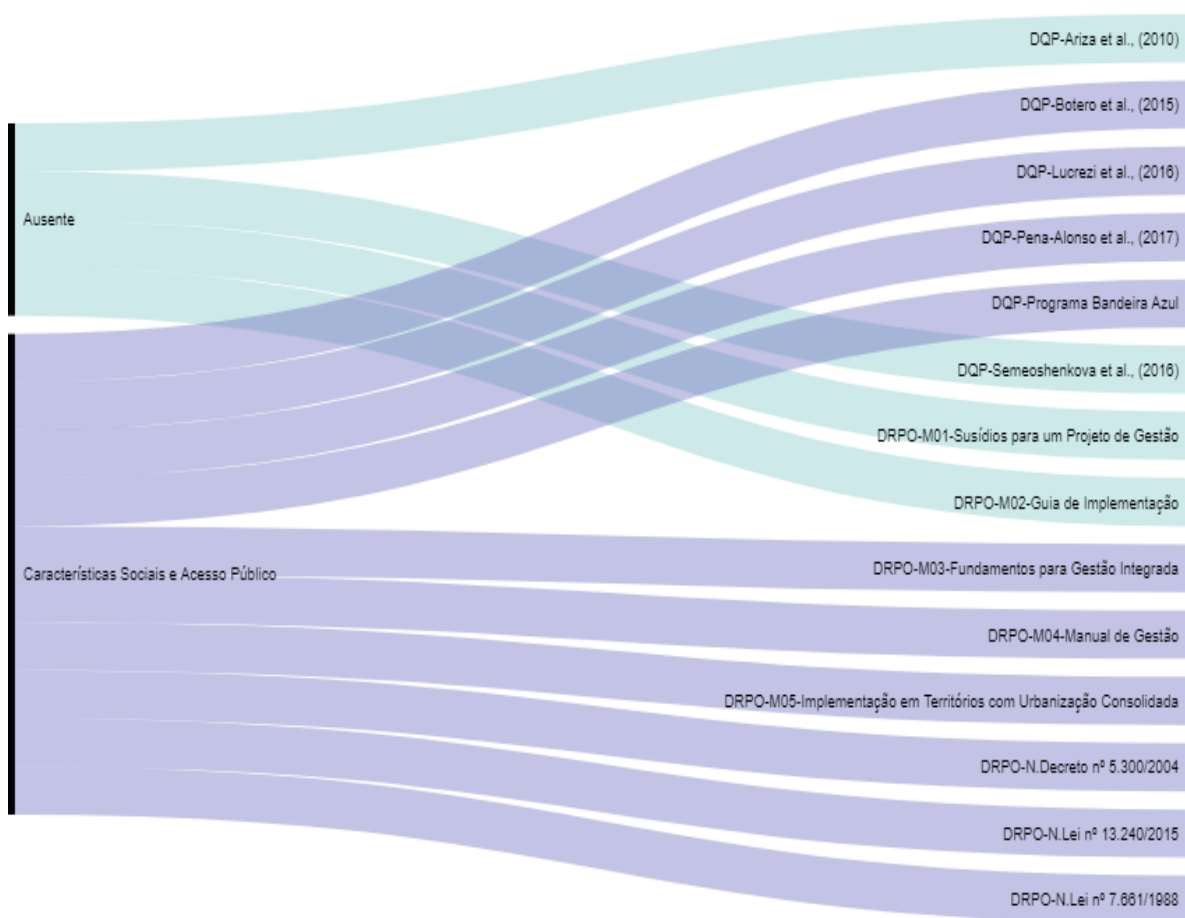 DQP-Ariza et al., (2010)
DQP-Botero et al., (2015)
DQP-Lucrezi et al., (2016)
Ausente
DQP-Pena-Alonso et al., (2017)
DQP-Programa Bandeira Azul
DQP-Semeoshenkova et al., (2016)
DRPO-M01-Susídios para um Projeto de Gestão
DRPO-M02-Guia de Implementação
Características Sociais e Acesso Público
DRPO-M03-Fundamentos para Gestão Integrada
DRPO-M04-Manual de Gestão
DRPO-M05-Implementação em Territórios com Urbanização Consolidada
DRPO-N.Decreto nº 5.300/2004
DRPO-N.Lei nº 13.240/2015
DRPO-N.Lei nº 7.661/1988